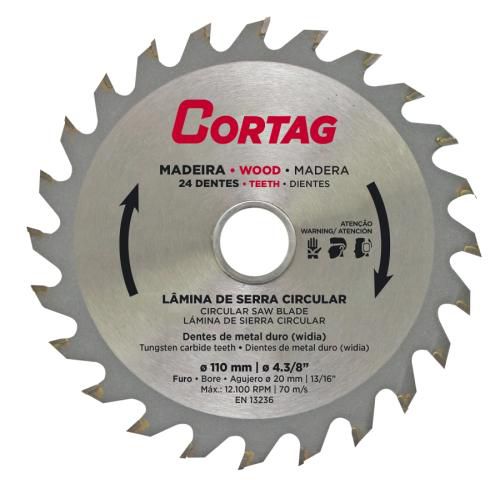 CORTAG
MADEIRA • WOOD • MADERA
24 DENTES • TEETH • DIENTES
ATENÇÃO
WARNING/ ATENCIÓN
LÂMINA DE SERRA CIRCULAR
CIRCULAR SAW BLADE
LÁMINA DE SIERRA CIRCULAR
Dentes de metal duro (widia)
Tungsten carbide teeth • Dientes de metal duro (widia)
ø 110 mm | ø 4.3/8"
Furo • Bore • Agujero ø 20 mm | 13/16"
Máx.: 12.100 RPM | 70 m/s
EN 13236